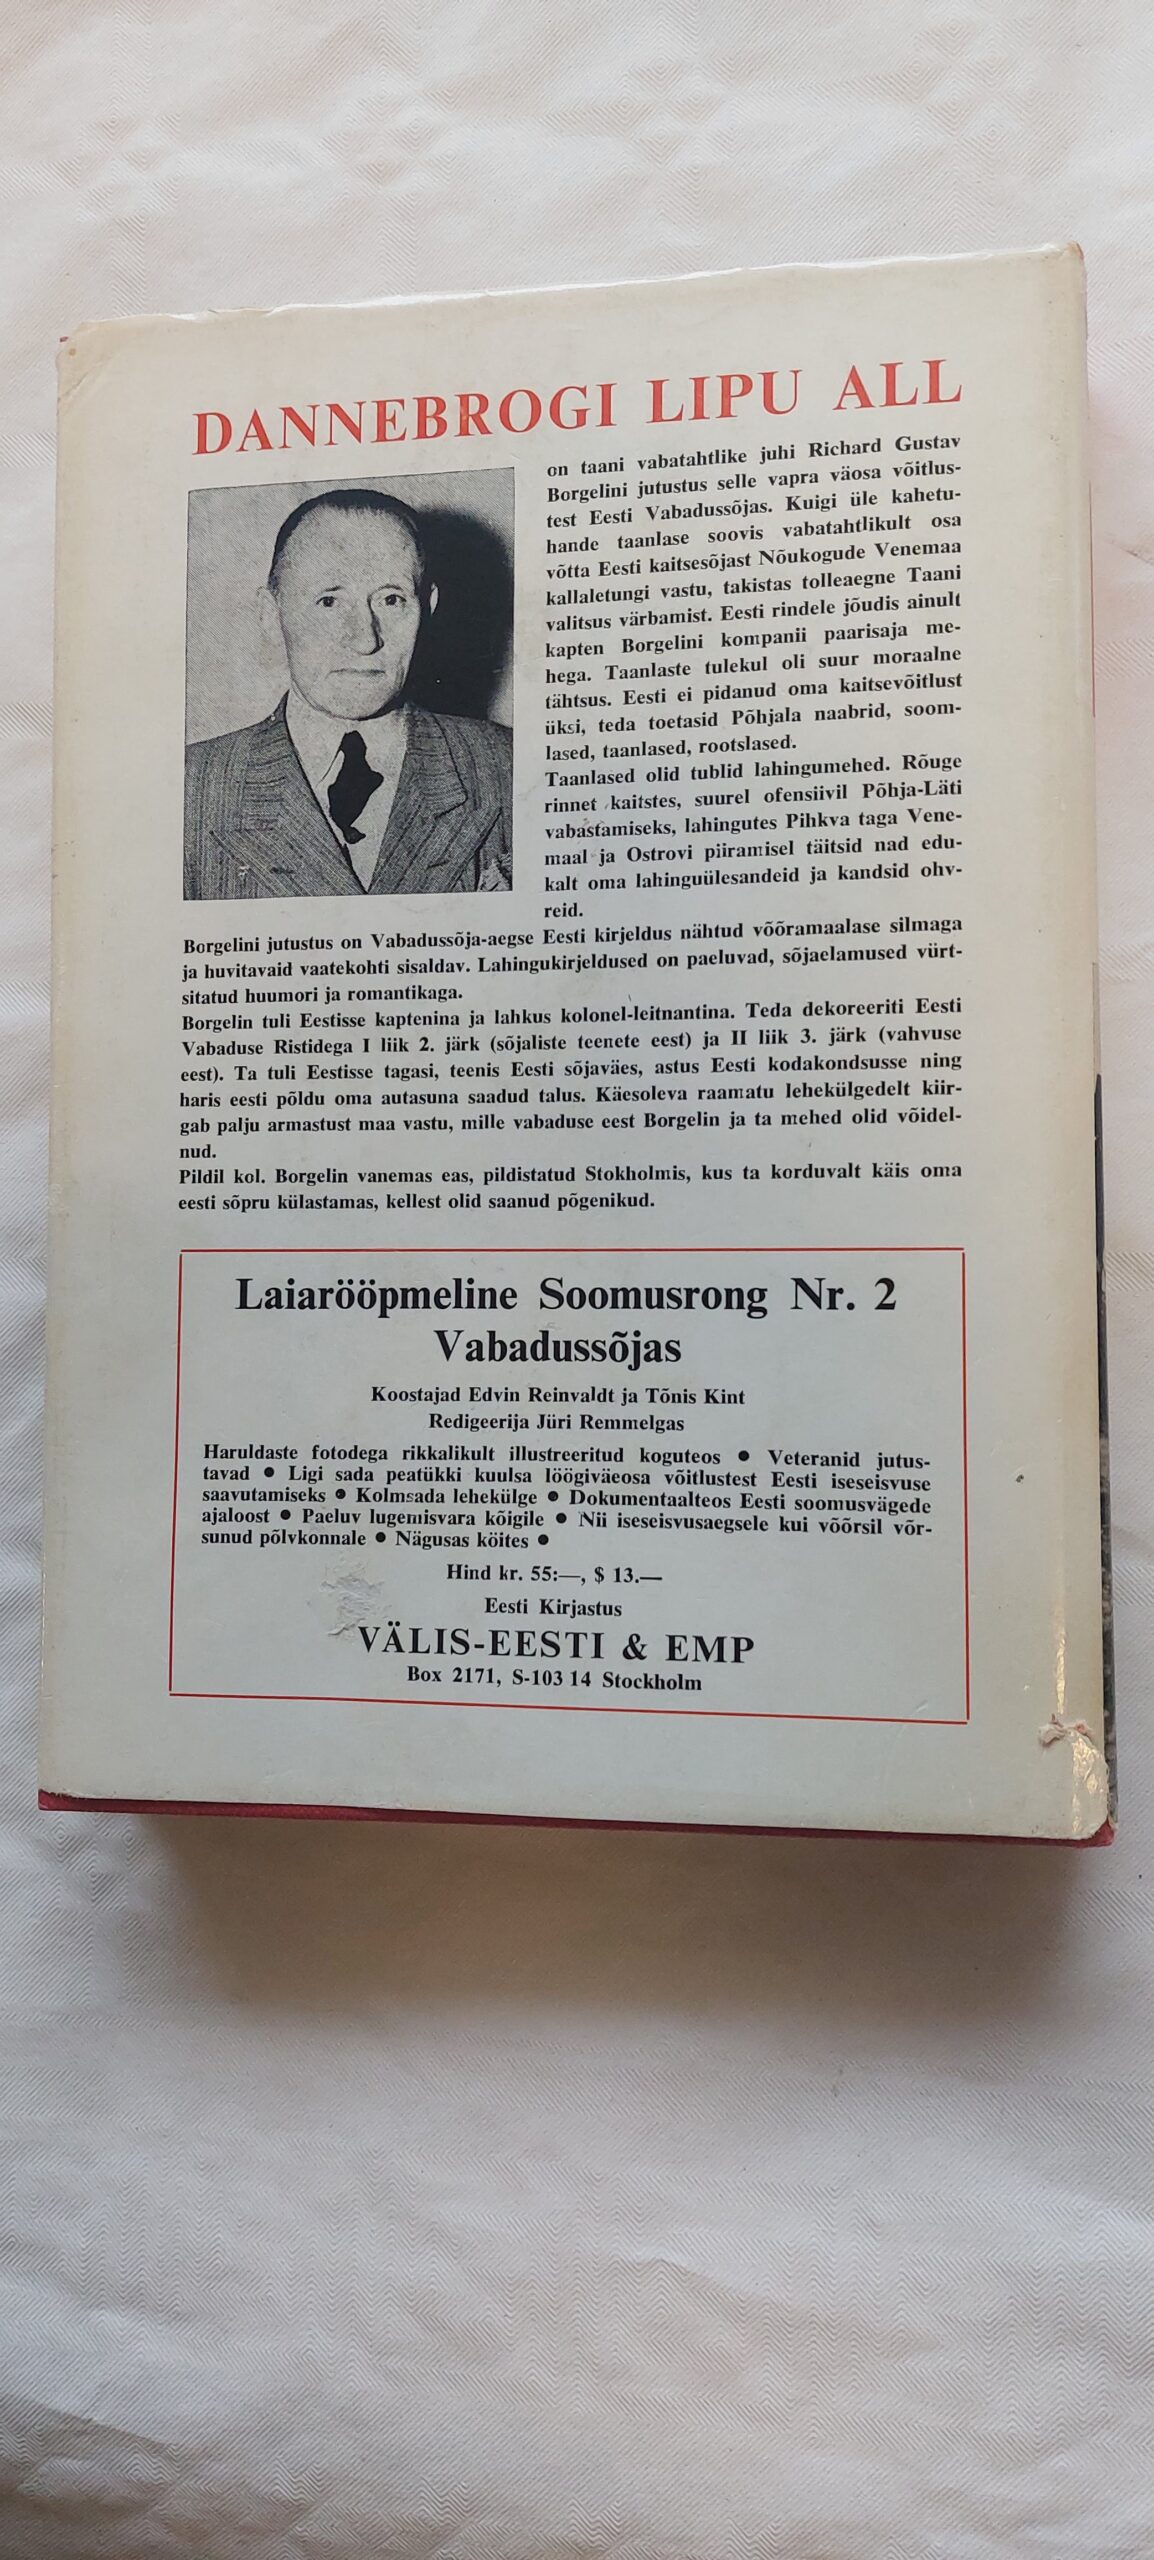 DANNEBROGI LIPU ALL
on taani vabatahtlike juhi Richard Gustav
Borgelini jutustus selle vapra väosa võitlus-
test Eesti Vabadussõjas. Kuigi üle kahetu-
hande taanlase soovis vabatahtlikult osa
võtta Eesti kaitsesõjast Nõukogude Venemaa
kallaletungi vastu, takistas tolleaegne Taani
valitsus värbamist. Eesti rindele jõudis ainult
kapten Borgelini kompanii paarisaja me-
hega. Taanlaste tulekul oli suur moraalne
tähtsus. Eesti ei pidanud oma kaitsevõitlust
üksi, teda toetasid Põhjala naabrid, soom-
lased, taanlased, rootslased.
Taanlased olid tublid lahingumehed. Rõuge
rinnet kaitstes, suurel ofensiivil Põhja-Läti
vabastamiseks, lahingutes Pihkva taga Vene-
maal ja Ostrovi piiramisel täitsid nad edu-
kalt oma lahinguülesandeid ja kandsid ohv-
reid.
Borgelini jutustus on Vabadussõja-aegse Eesti kirjeldus nähtud võõramaalase silmaga
ja huvitavaid vaatekohti sisaldav. Lahingukirjeldused on paeluvad, sõjaelamused vürt-
sitatud huumori ja romantikaga.
Borgelin tuli Eestisse kaptenina ja lahkus kolonel-leitnantina. Teda dekoreeriti Eesti
Vabaduse Ristidega I liik 2. järk (sõjaliste teenete eest) ja II liik 3. järk (vahvuse
eest). Ta tuli Eestisse tagasi, teenis Eesti sõjaväes, astus Eesti kodakondsusse ning
haris eesti põldu oma autasuna saadud talus. Käesoleva raamatu lehekülgedelt kiir-
gab palju armastust maa vastu, mille vabaduse eest Borgelin ja ta mehed olid võidel-
nud.
Pildil kol. Borgelin vanemas eas, pildistatud Stokholmis, kus ta korduvalt käis oma
eesti sõpru külastamas, kellest olid saanud põgenikud.
Laiarööpmeline Soomusrong Nr. 2
Vabadussõjas
Koostajad Edvin Reinvaldt ja Tõnis Kint
Redigeerija Jüri Remmelgas
Haruldaste fotodega rikkalikult illustreeritud koguteos ● Veteranid jutus-
tavad ● Ligi sada peatükki kuulsa löögiväeosa võitlustest Eesti iseseisvuse
saavutamiseks ● Kolmsada lehekülge ● Dokumentaalteos Eesti soomusvägede
ajaloost ● Paeluv lugemisvara kõigile ● Nii iseseisvusaegsele kui võõrsil võr-
sunud põlvkonnale ● Nägusas köites ●
Hind kr. 55:—, $ 13.—
Eesti Kirjastus
VÄLIS-EESTI & EMP
Box 2171, S-103 14 Stockholm